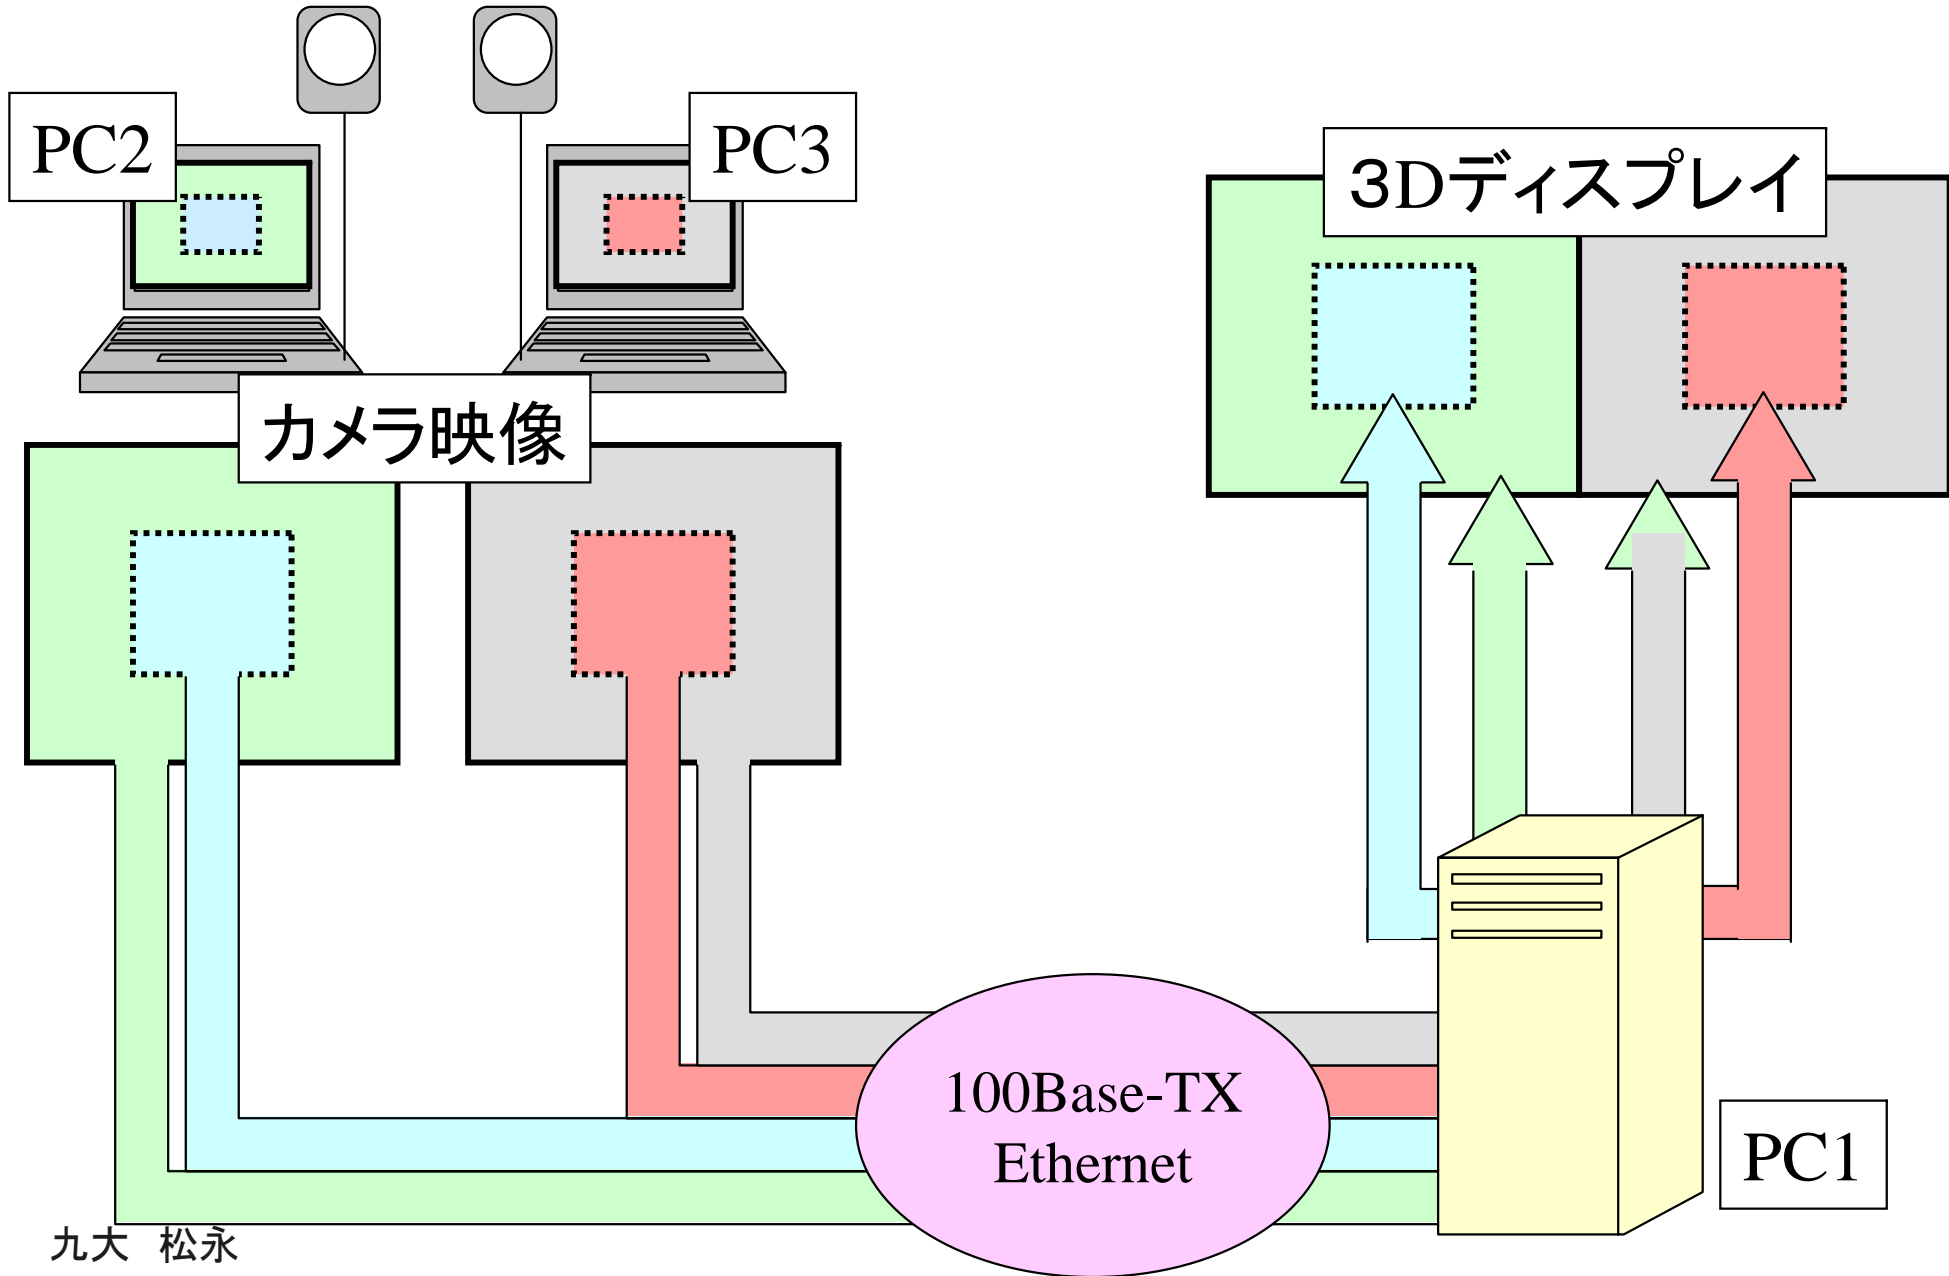 PC2
PC3
３Dディスプレイ
カメラ映像
100Base-TX
Ethernet
PC1
九大　松永